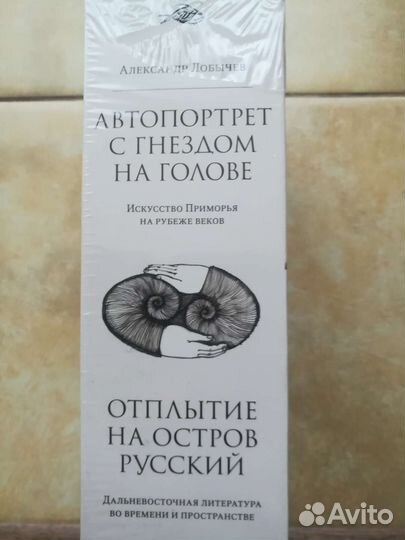 Александр Лобычев
АВТОПОРТРЕТ
С ГНЕЗДОМ
НА ГОЛОВЕ
Искусство Приморья
на рубеже веков
ОТПЛЫТИЕ
НА ОСТРОВ
РУССКИЙ
Дальневосточная литература
во времени и пространстве
Avito